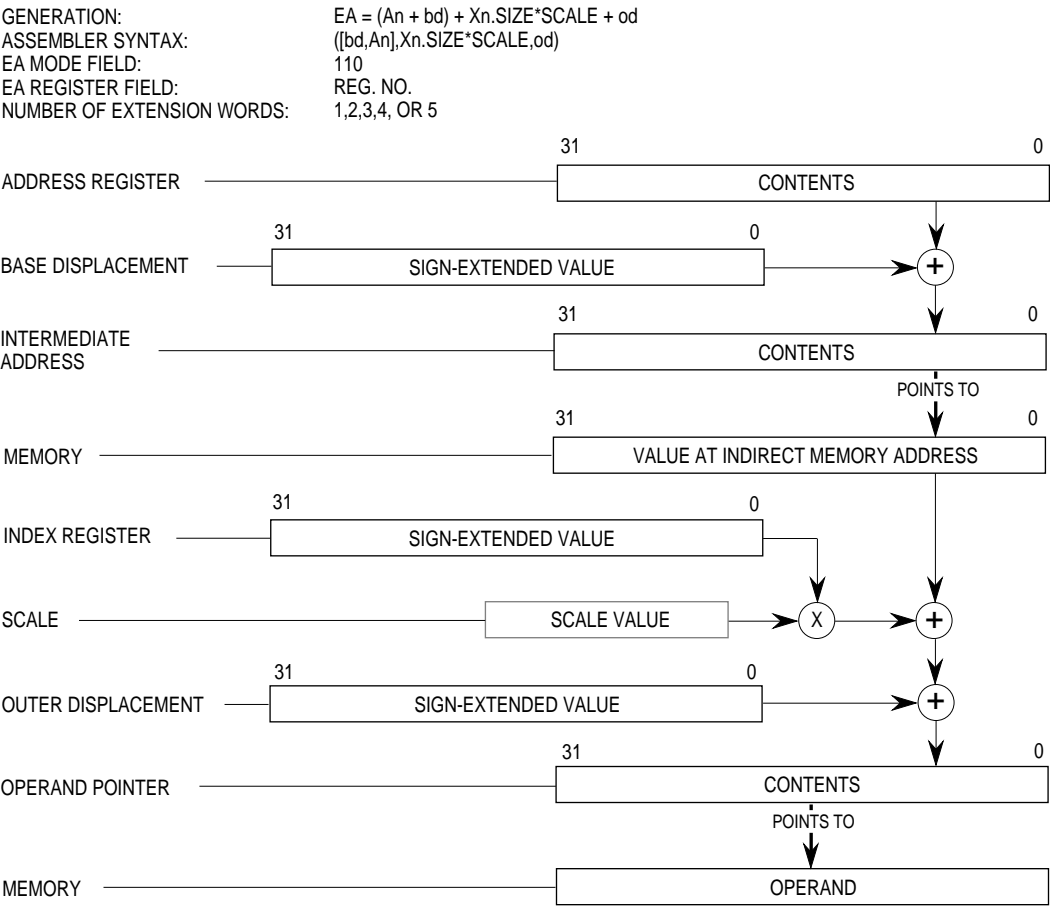 GENERATION: EA = (An + bd) + Xn.SIZE*SCALE + od
ASSEMBLER SYNTAX: ([bd,An],Xn.SIZE*SCALE,od)
EA MODE FIELD: 110
EA REGISTER FIELD: REG. NO.
NUMBER OF EXTENSION WORDS: 1,2,3,4, OR 5
31 0
ADDRESS REGISTER CONTENTS
31 0
BASE DISPLACEMENT SIGN-EXTENDED VALUE +
31 0
INTERMEDIATE
ADDRESS CONTENTS
POINTS TO
31 0
MEMORY VALUE AT INDIRECT MEMORY ADDRESS
31 0
INDEX REGISTER SIGN-EXTENDED VALUE
SCALE SCALE VALUE X +
31 0
OUTER DISPLACEMENT SIGN-EXTENDED VALUE +
31 0
OPERAND POINTER CONTENTS
POINTS TO
MEMORY OPERAND